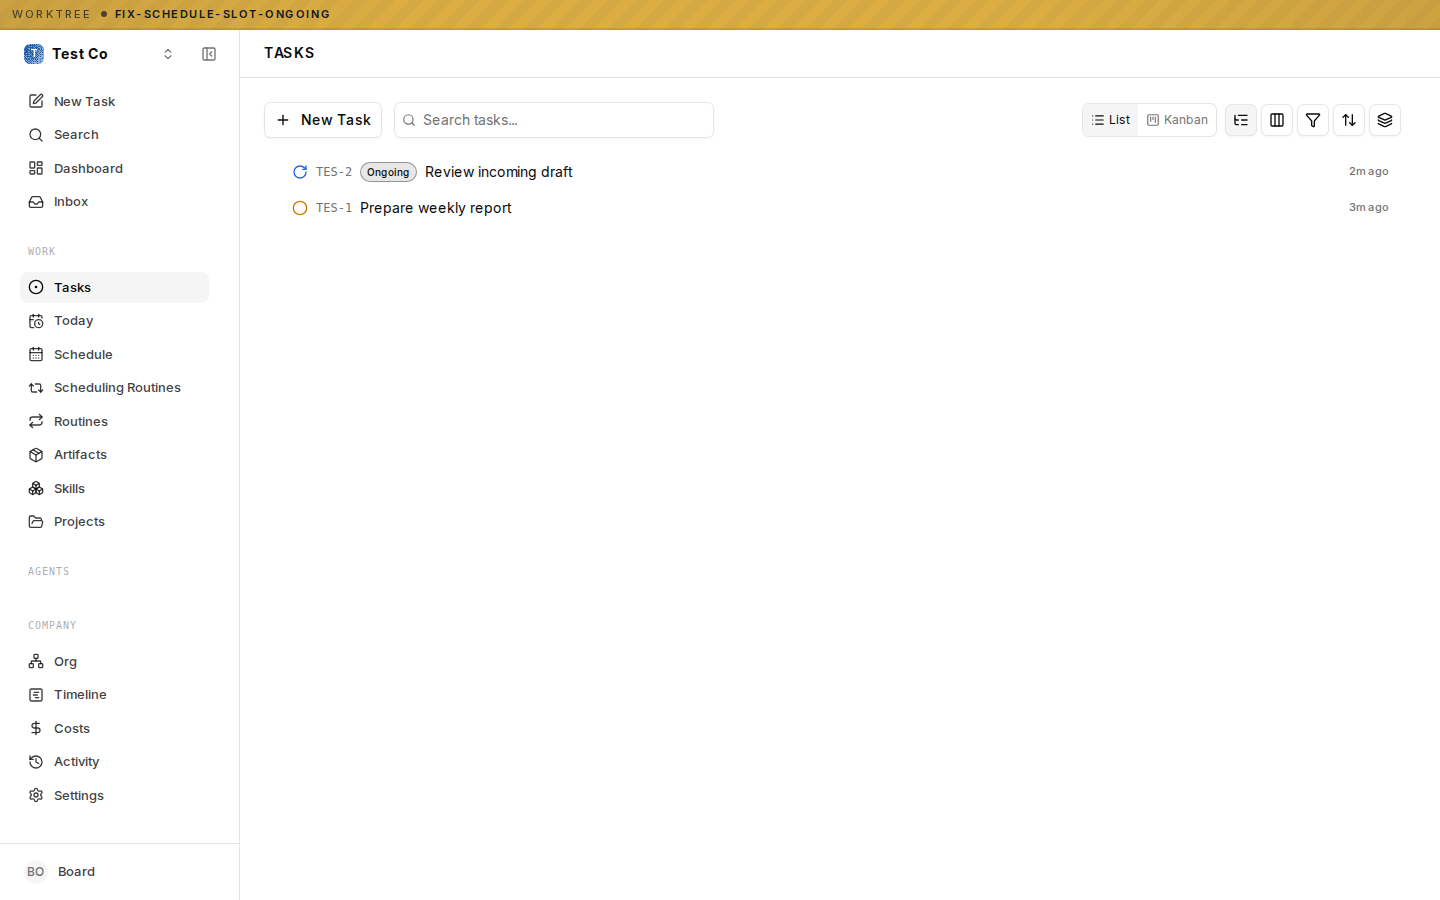 WORKTREE ● FIX-SCHEDULE-SLOT-ONGOING
T Test Co
TASKS
New Task
Search
Dashboard
Inbox
WORK
Tasks
Today
Schedule
Scheduling Routines
Routines
Artifacts
Skills
Projects
AGENTS
COMPANY
Org
Timeline
Costs
Activity
Settings
BO Board
New Task Search tasks... List Kanban
TES-2 Ongoing Review incoming draft 2m ago
TES-1 Prepare weekly report 3m ago